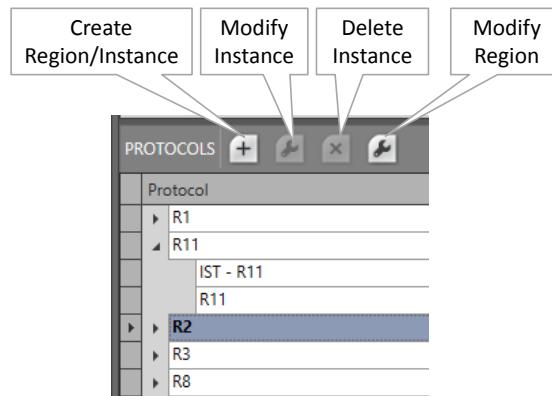 Create
Region/Instance
Modify
Instance
Delete
Instance
Modify
Region
PROTOCOLS
Protocol
R1
R11
IST - R11
R11
R2
R3
R8